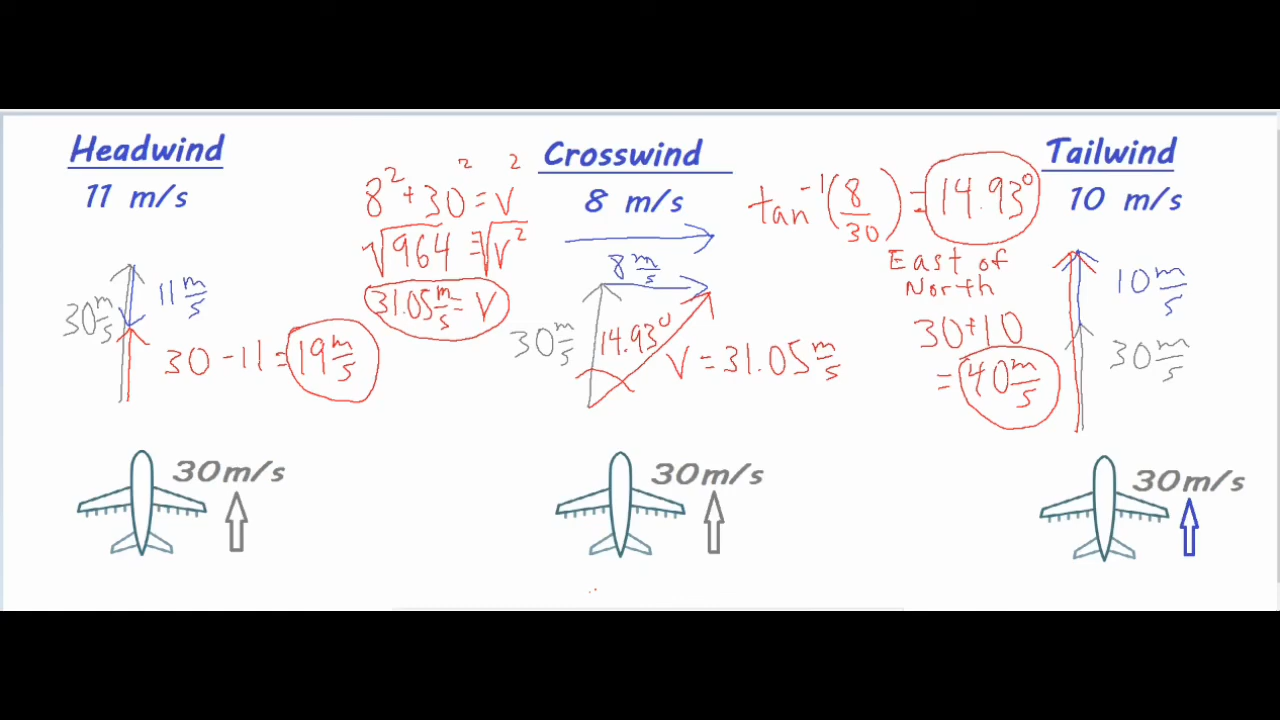 Headwind
11 m/s
30 m/s
11 m/s
30 - 11 = 19 m/s
30m/s
8² + 30² = v²
√964 = √v²
31.05 m/s = v
Crosswind
8 m/s
8 m/s
30 m/s
14.93°
v = 31.05 m/s
30m/s
tan⁻¹(8/30) = 14.93°
East of
North
Tailwind
10 m/s
10 m/s
30 m/s
30 + 10
= 40 m/s
30m/s